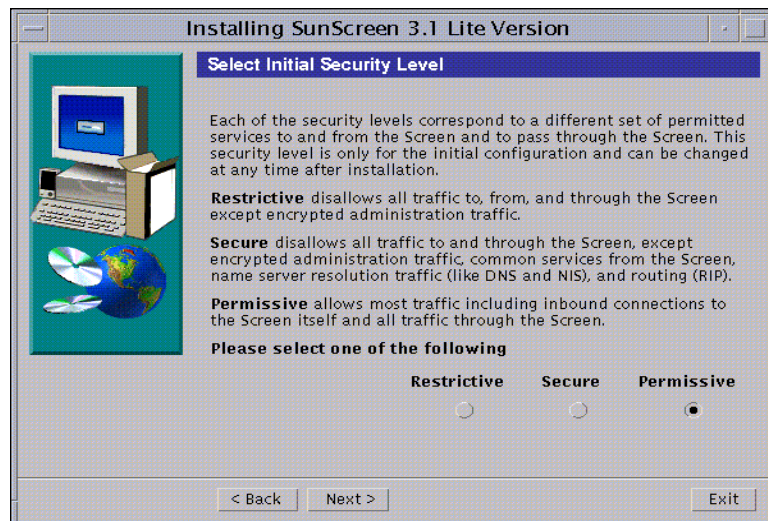 Installing SunScreen 3.1 Lite Version
Select Initial Security Level
Each of the security levels correspond to a different set of permitted
services to and from the Screen and to pass through the Screen. This
security level is only for the initial configuration and can be changed
at any time after installation.
Restrictive disallows all traffic to, from, and through the Screen
except encrypted administration traffic.
Secure disallows all traffic to and through the Screen, except
encrypted administration traffic, common services from the Screen,
name server resolution traffic (like DNS and NIS), and routing (RIP).
Permissive allows most traffic including inbound connections to
the Screen itself and all traffic through the Screen.
Please select one of the following
Restrictive Secure Permissive
< Back Next > Exit